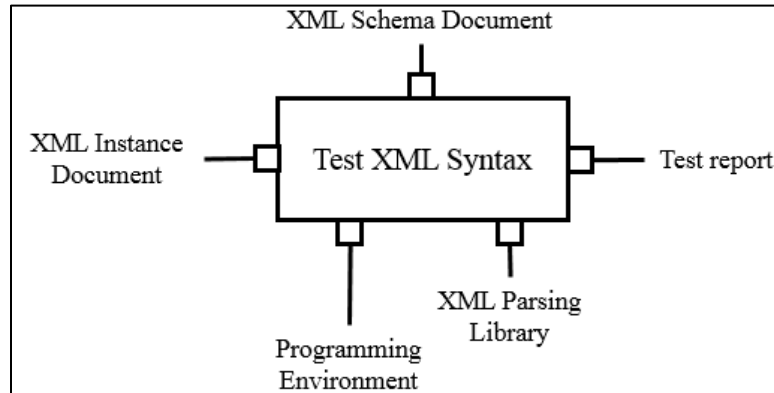 XML Schema Document
XML Instance
Document
Test XML Syntax
Test report
XML Parsing
Library
Programming
Environment